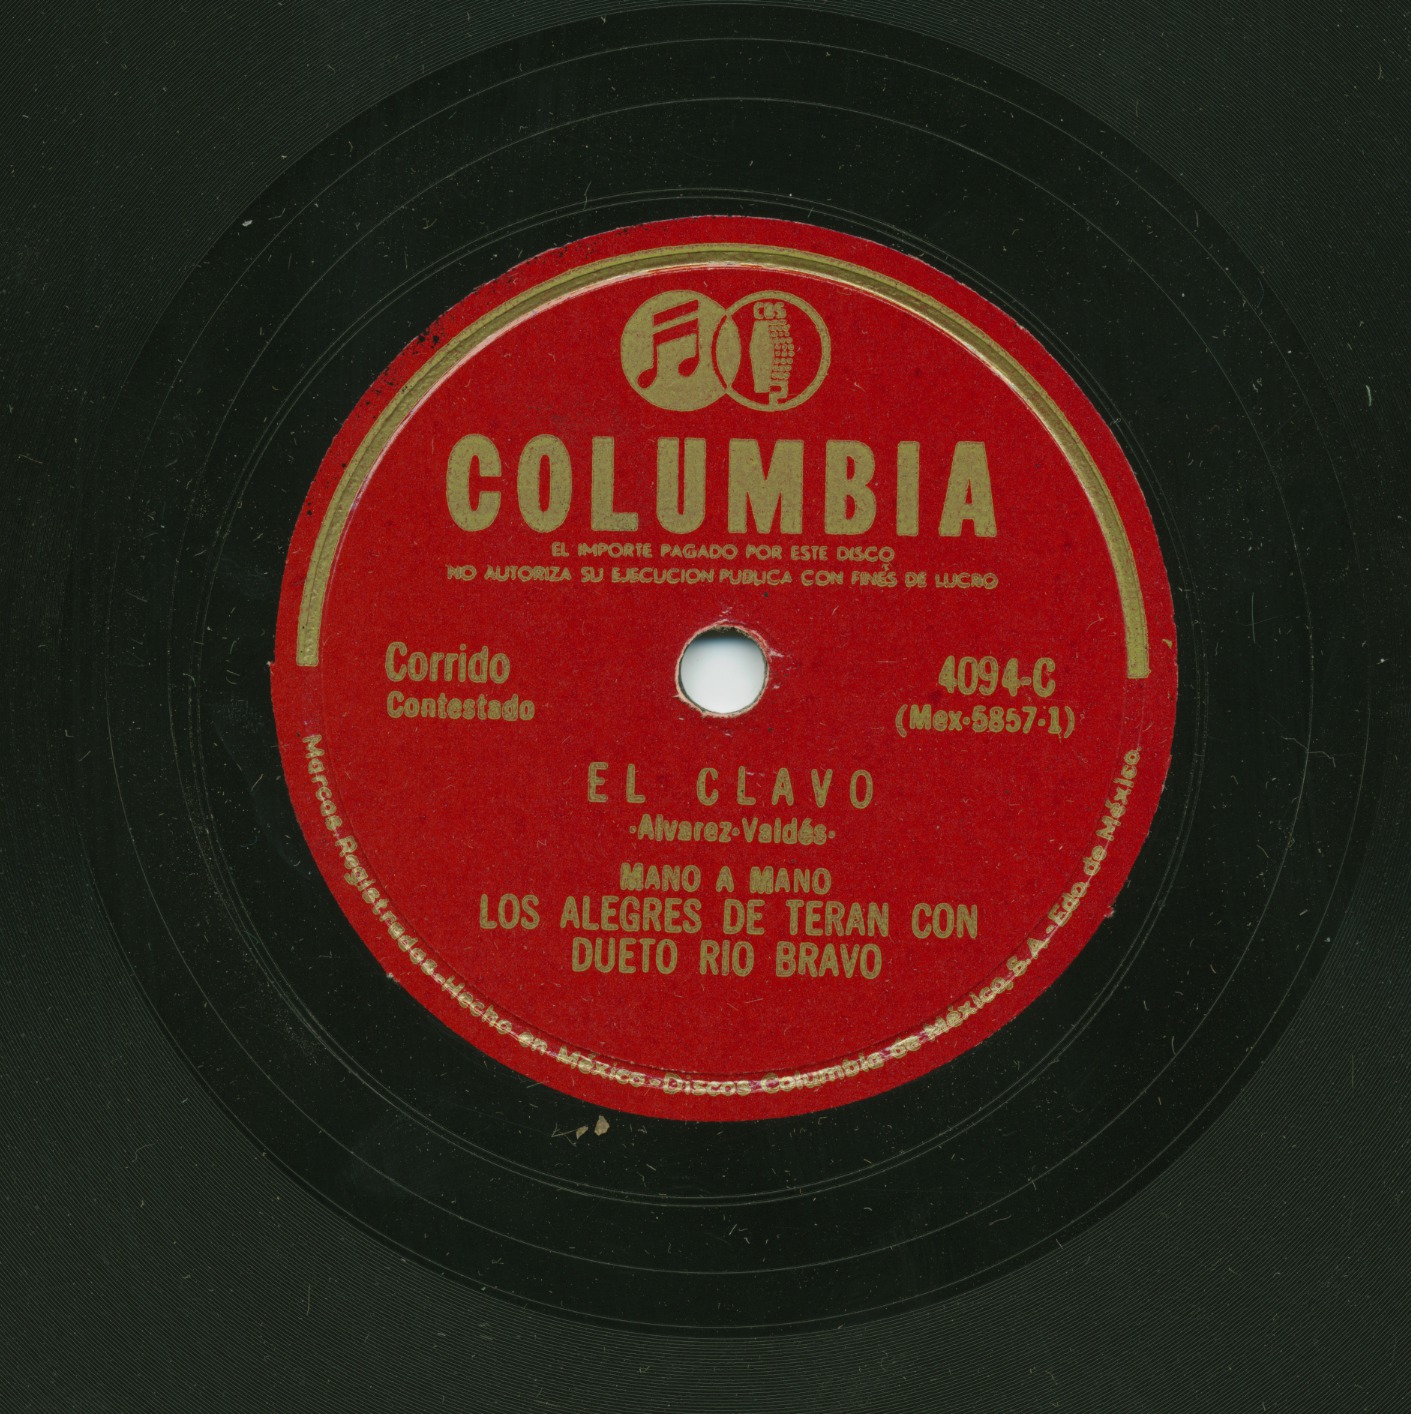 CBS
COLUMBIA
EL IMPORTE PAGADO POR ESTE DISCO
NO AUTORIZA SU EJECUCION PUBLICA CON FINES DE LUCRO
Corrido
Contestado
4094-C
(Mex-5857-1)
EL CLAVO
-Alvarez-Valdés-
MANO A MANO
LOS ALEGRES DE TERAN CON
DUETO RIO BRAVO
Marcas Registradas-Hecho en México-Discos Columbia de México, S.A.-Edo de México.